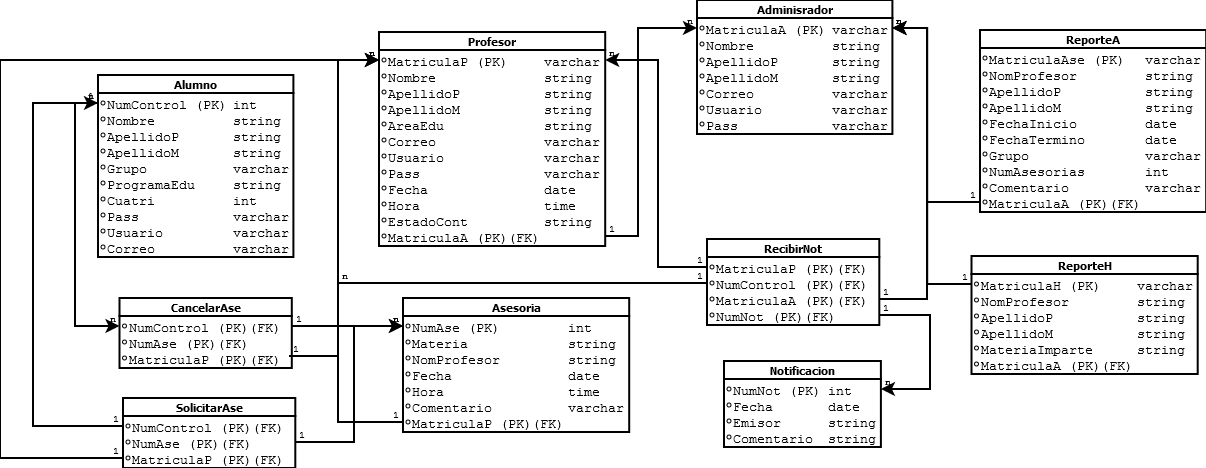 Alumno
NumControl (PK) int
Nombre string
ApellidoP string
ApellidoM string
Grupo varchar
ProgramaEdu string
Cuatri int
Pass varchar
Usuario varchar
Correo varchar
Profesor
MatriculaP (PK) varchar
Nombre string
ApellidoP string
ApellidoM string
AreaEdu string
Correo varchar
Usuario varchar
Pass varchar
Fecha date
Hora time
EstadoCont string
MatriculaA (PK)(FK)
Adminisrador
MatriculaA (PK) varchar
Nombre string
ApellidoP string
ApellidoM string
Correo varchar
Usuario varchar
Pass varchar
ReporteA
MatriculaAse (PK) varchar
NomProfesor string
ApellidoP string
ApellidoM string
FechaInicio date
FechaTermino date
Grupo varchar
NumAsesorias int
Comentario varchar
MatriculaA (PK)(FK)
RecibirNot
MatriculaP (PK)(FK)
NumControl (PK)(FK)
MatriculaA (PK)(FK)
NumNot (PK)(FK)
ReporteH
MatriculaH (PK) varchar
NomProfesor string
ApellidoP string
ApellidoM string
MateriaImparte string
MatriculaA (PK)(FK)
CancelarAse
NumControl (PK)(FK)
NumAse (PK)(FK)
MatriculaP (PK)(FK)
Asesoria
NumAse (PK) int
Materia string
NomProfesor string
Fecha date
Hora time
Comentario varchar
MatriculaP (PK)(FK)
Notificacion
NumNot (PK) int
Fecha date
Emisor string
Comentario string
SolicitarAse
NumControl (PK)(FK)
NumAse (PK)(FK)
MatriculaP (PK)(FK)
n
n
n
n
n
n
n
n
1
1
1
1
1
1
1
1
1
1
1
1